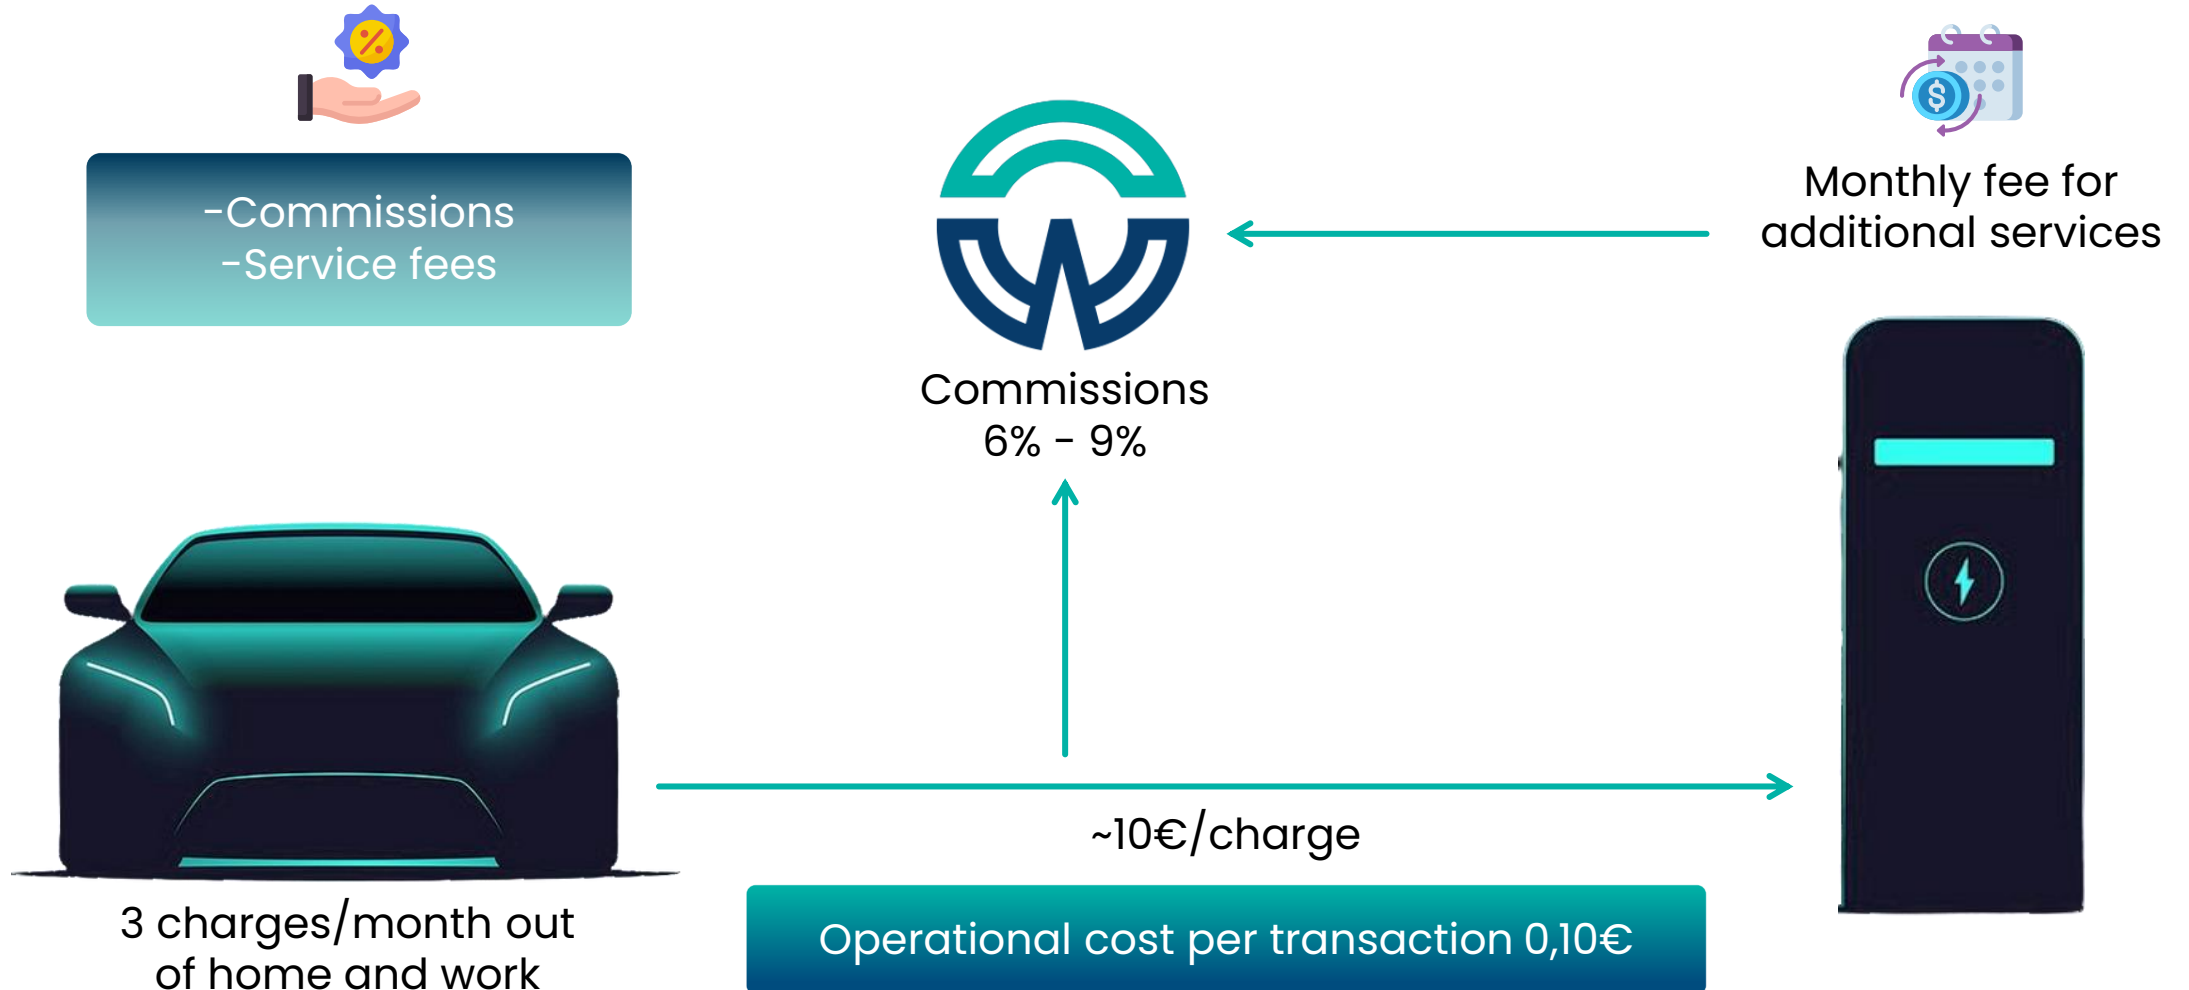 -Commissions
-Service fees
Monthly fee for
additional services
Commissions
6% - 9%
~10€/charge
3 charges/month out
of home and work
Operational cost per transaction 0,10€